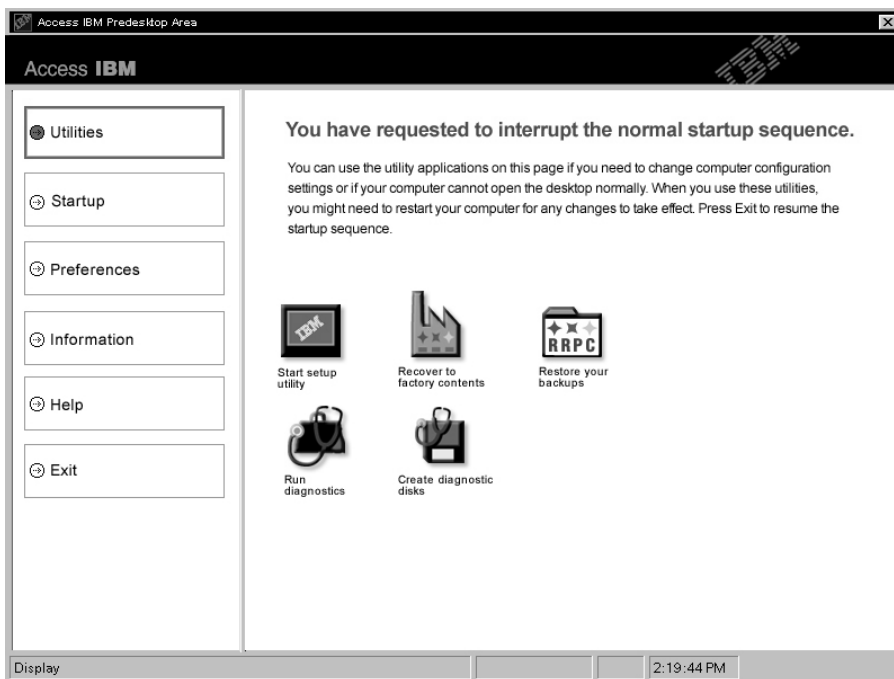 Access IBM Predesktop Area
Access IBM
IBM
Utilities
Startup
Preferences
Information
Help
Exit
You have requested to interrupt the normal startup sequence.
You can use the utility applications on this page if you need to change computer configuration
settings or if your computer cannot open the desktop normally. When you use these utilities,
you might need to restart your computer for any changes to take effect. Press Exit to resume the
startup sequence.
IBM
Start setup
utility
Recover to
factory contents
RRPC
Restore your
backups
Run
diagnostics
Create diagnostic
disks
Display
2:19:44 PM